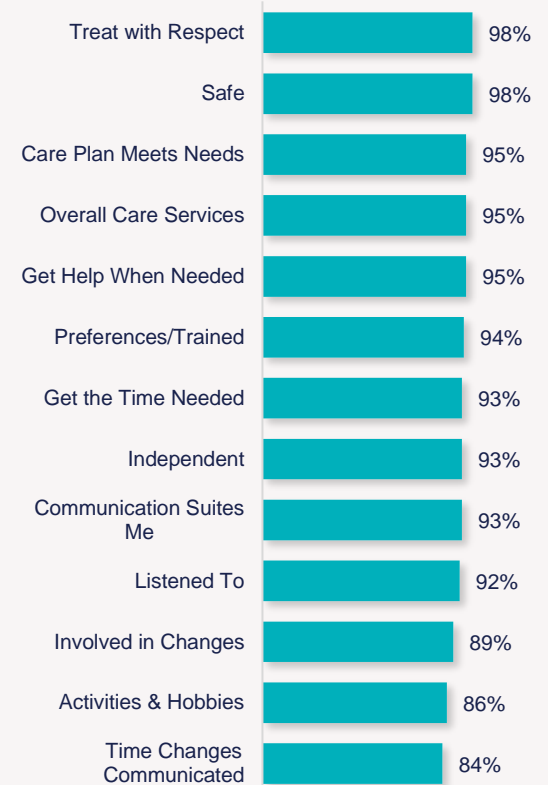 Treat with Respect 98%
Safe 98%
Care Plan Meets Needs 95%
Overall Care Services 95%
Get Help When Needed 95%
Preferences/Trained 94%
Get the Time Needed 93%
Independent 93%
Communication Suites
Me 93%
Listened To 92%
Involved in Changes 89%
Activities & Hobbies 86%
Time Changes
Communicated 84%